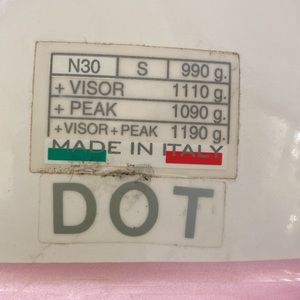 N30 S 990 g.
+ VISOR 1110 g.
+ PEAK 1090 g.
+VISOR+PEAK 1190 g.
MADE IN ITALY
DOT